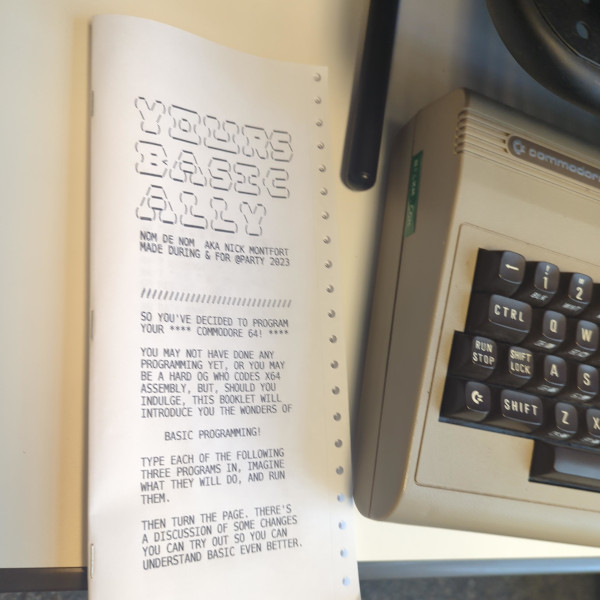 YOURS
BASIC
ALLY
NOM DE NOM AKA NICK MONTFORT
MADE DURING & FOR @PARTY 2023
////////////////////////////
SO YOU'VE DECIDED TO PROGRAM
YOUR **** COMMODORE 64! ****
YOU MAY NOT HAVE DONE ANY
PROGRAMMING YET, OR YOU MAY
BE A HARD OG WHO CODES X64
ASSEMBLY, BUT, SHOULD YOU
INDULGE, THIS BOOKLET WILL
INTRODUCE YOU THE WONDERS OF
BASIC PROGRAMMING!
TYPE EACH OF THE FOLLOWING
THREE PROGRAMS IN, IMAGINE
WHAT THEY WILL DO, AND RUN
THEM.
THEN TURN THE PAGE. THERE'S
A DISCUSSION OF SOME CHANGES
YOU CAN TRY OUT SO YOU CAN
UNDERSTAND BASIC EVEN BETTER.
commodore
← ! 1 " 2
BLK
CTRL Q W
RUN STOP SHIFT LOCK A S
SHIFT Z X